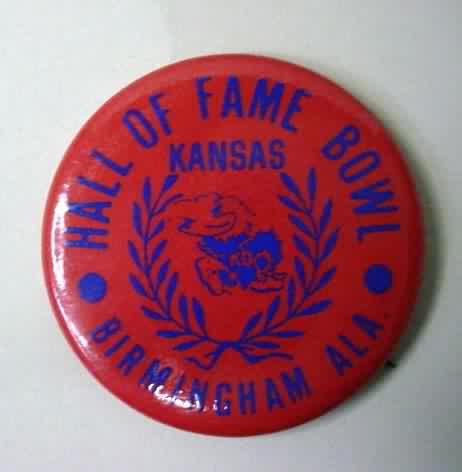 HALL OF FAME BOWL
KANSAS
BIRMINGHAM ALA.